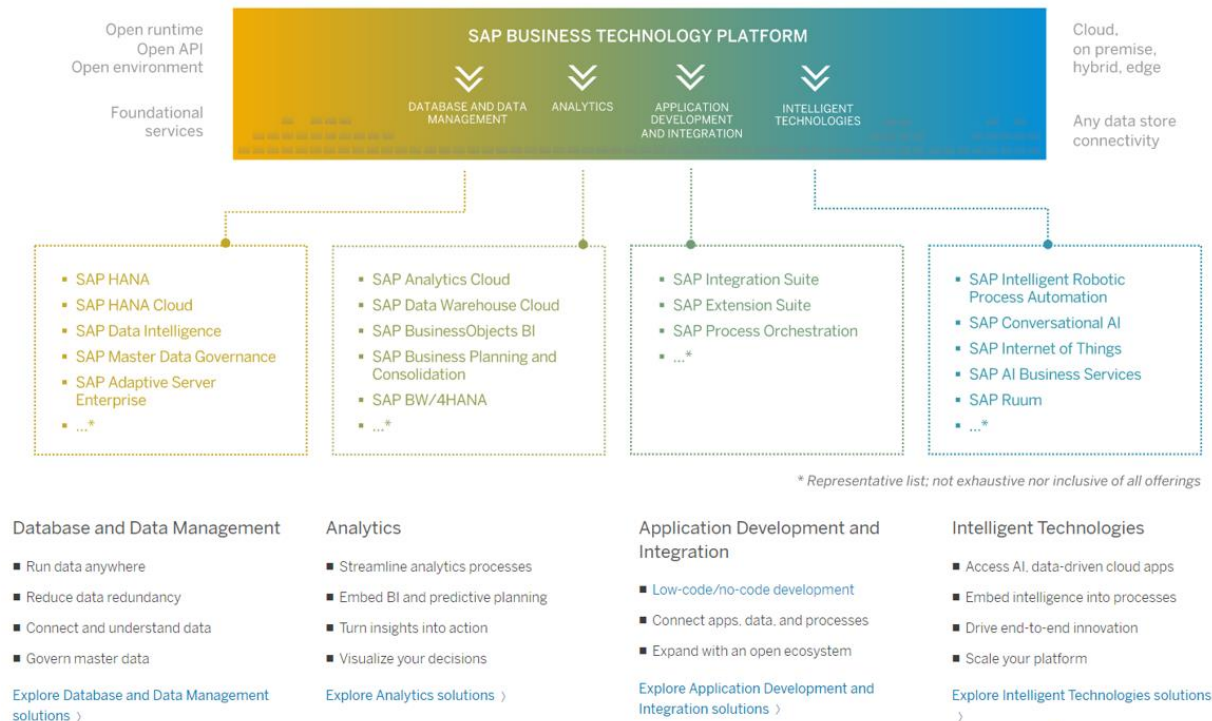 Open runtime
Open API
Open environment
Foundational
services
SAP BUSINESS TECHNOLOGY PLATFORM
DATABASE AND DATA
MANAGEMENT
ANALYTICS
APPLICATION
DEVELOPMENT
AND INTEGRATION
INTELLIGENT
TECHNOLOGIES
Cloud,
on premise,
hybrid, edge
Any data store
connectivity
▪ SAP HANA
▪ SAP HANA Cloud
▪ SAP Data Intelligence
▪ SAP Master Data Governance
▪ SAP Adaptive Server
Enterprise
▪ ...*
▪ SAP Analytics Cloud
▪ SAP Data Warehouse Cloud
▪ SAP BusinessObjects BI
▪ SAP Business Planning and
Consolidation
▪ SAP BW/4HANA
▪ ...*
▪ SAP Integration Suite
▪ SAP Extension Suite
▪ SAP Process Orchestration
▪ ...*
▪ SAP Intelligent Robotic
Process Automation
▪ SAP Conversational AI
▪ SAP Internet of Things
▪ SAP AI Business Services
▪ SAP Ruum
▪ ...*
* Representative list; not exhaustive nor inclusive of all offerings
Database and Data Management
■ Run data anywhere
■ Reduce data redundancy
■ Connect and understand data
■ Govern master data
Explore Database and Data Management
solutions 〉
Analytics
■ Streamline analytics processes
■ Embed BI and predictive planning
■ Turn insights into action
■ Visualize your decisions
Explore Analytics solutions 〉
Application Development and
Integration
■ Low-code/no-code development
■ Connect apps, data, and processes
■ Expand with an open ecosystem
Explore Application Development and
Integration solutions 〉
Intelligent Technologies
■ Access AI, data-driven cloud apps
■ Embed intelligence into processes
■ Drive end-to-end innovation
■ Scale your platform
Explore Intelligent Technologies solutions
〉